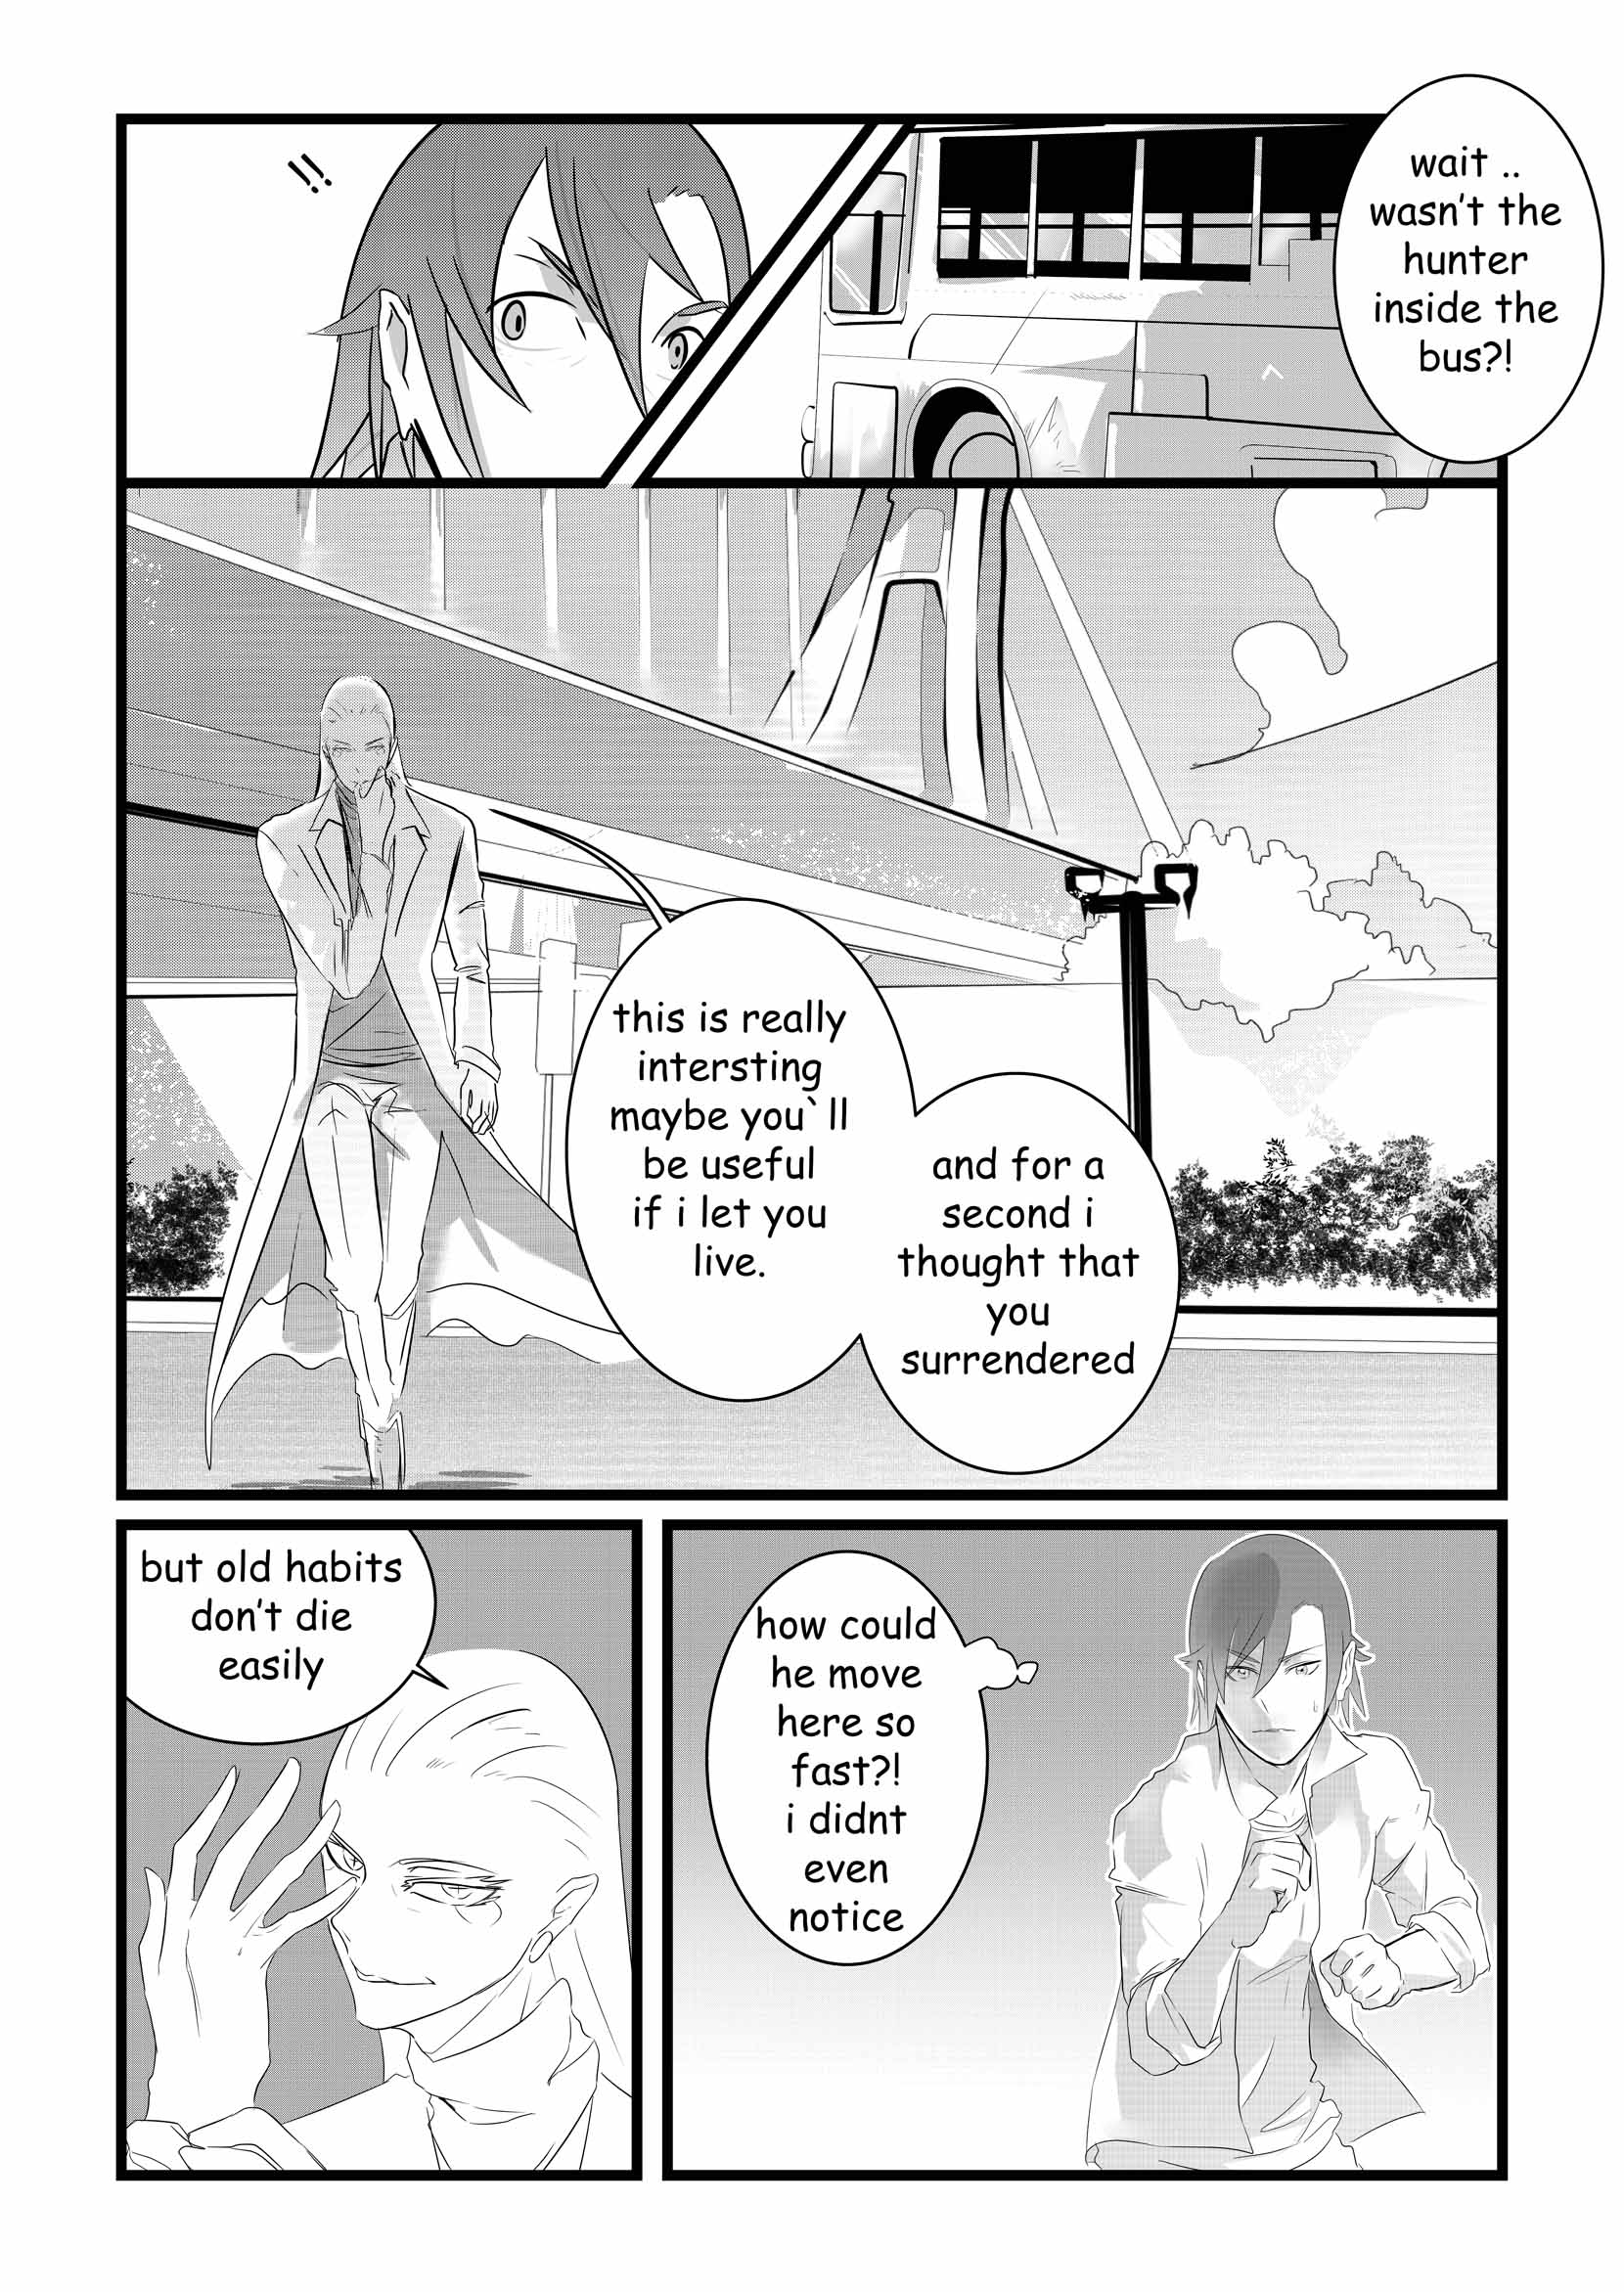 wait ..
wasn't the
hunter
inside the
bus?!
!!
and for a
second i
thought that
you
surrendered
this is really
intersting
maybe you`ll
be useful
if i let you
live.
how could
he move
here so
fast?!
i didnt
even
notice
but old habits
don't die
easily